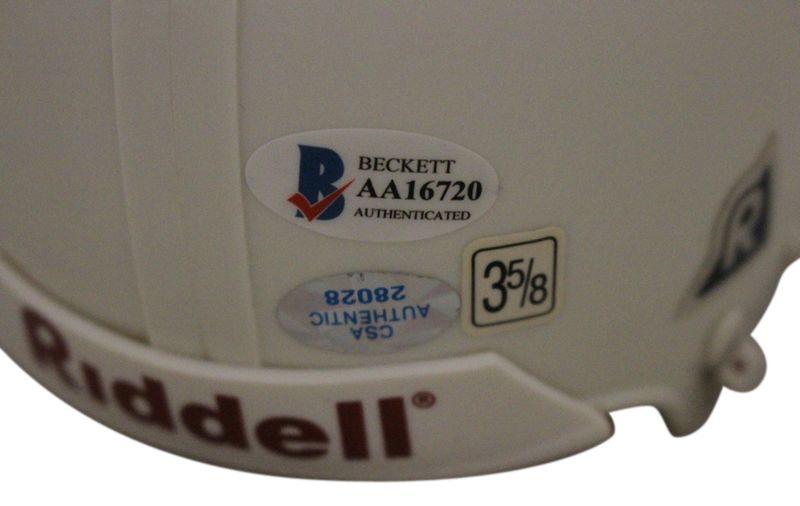 BECKETT
AA16720
AUTHENTICATED
CSA
AUTHENTIC
28028
3 5/8
R
Riddell®